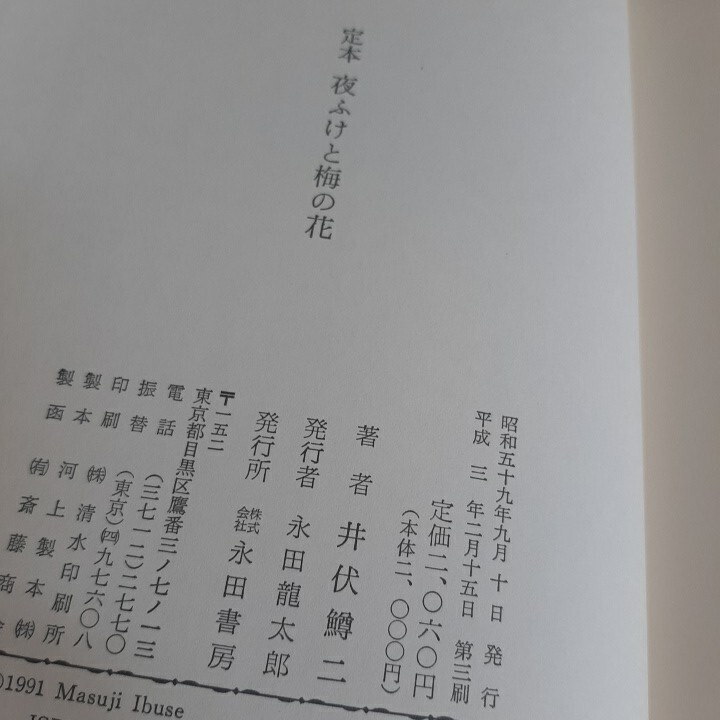 定本 夜ふけと梅の花
昭和五十九年九月 十 日 発 行
平成 三 年二月十五日 第三刷
定価二、〇六〇円
(本体二、〇〇〇円)
著 者 井 伏 鱒 二
発行者 永 田 龍 太 郎
発行所 株式会社 永 田 書 房
〒一五二
東京都目黒区鷹番三ノ七ノ一三
電 話 (三七一二)二七七〇
振 替 (東京)㈣九七六〇八
印 刷 ㈱ 清 水 印 刷 所
製 本 河 上 製 本 ㈱
製 函 ㈲ 斎 藤 商
©1991 Masuji Ibuse